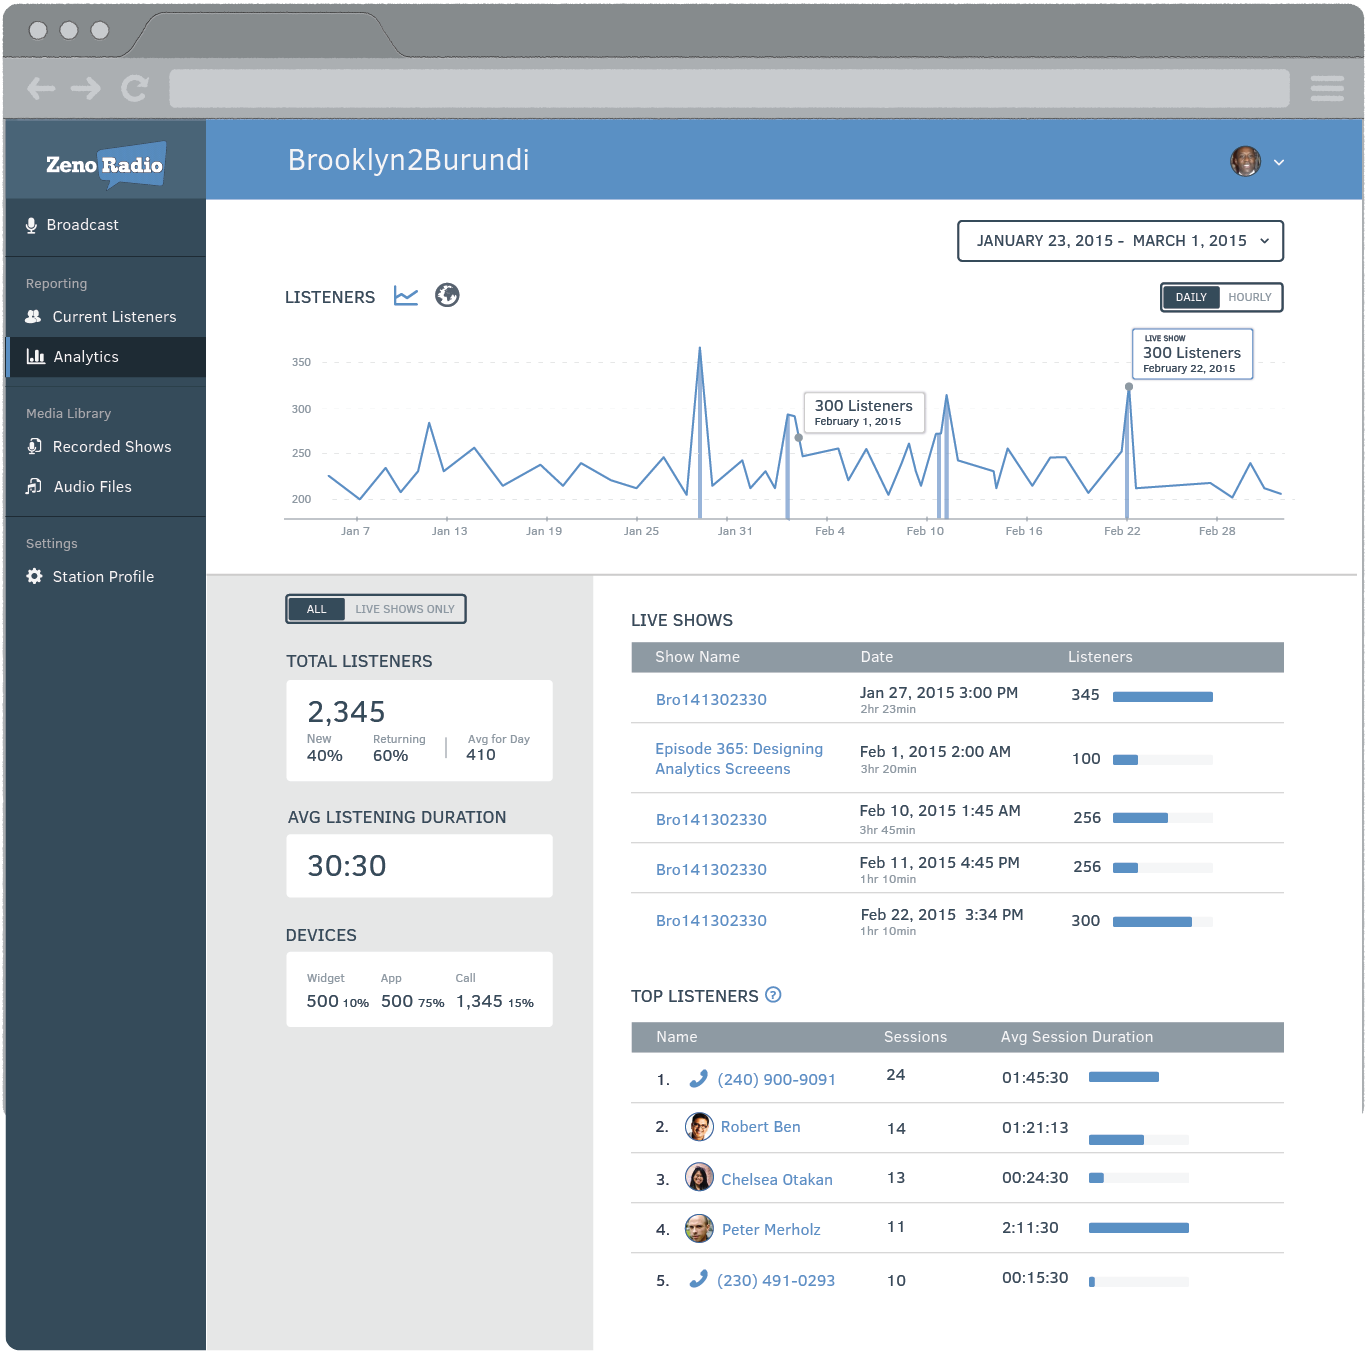 Zeno Radio
Brooklyn2Burundi
Broadcast
Reporting
Current Listeners
Analytics
Media Library
Recorded Shows
Audio Files
Settings
Station Profile
JANUARY 23, 2015 - MARCH 1, 2015
LISTENERS
DAILY HOURLY
350
300
250
200
LIVE SHOW
300 Listeners
February 22, 2015
300 Listeners
February 1, 2015
Jan 7 Jan 13 Jan 19 Jan 25 Jan 31 Feb 4 Feb 10 Feb 16 Feb 22 Feb 28
ALL LIVE SHOWS ONLY
TOTAL LISTENERS
2,345
New Returning Avg for Day
40% 60% 410
AVG LISTENING DURATION
30:30
DEVICES
Widget App Call
500 10% 500 75% 1,345 15%
LIVE SHOWS
Show Name Date Listeners
Bro141302330 Jan 27, 2015 3:00 PM 345
2hr 23min
Episode 365: Designing
Analytics Screeens
Feb 1, 2015 2:00 AM 100
3hr 20min
Bro141302330 Feb 10, 2015 1:45 AM 256
3hr 45min
Bro141302330 Feb 11, 2015 4:45 PM 256
1hr 10min
Bro141302330 Feb 22, 2015 3:34 PM 300
1hr 10min
TOP LISTENERS ?
Name Sessions Avg Session Duration
1. (240) 900-9091 24 01:45:30
2. Robert Ben 14 01:21:13
3. Chelsea Otakan 13 00:24:30
4. Peter Merholz 11 2:11:30
5. (230) 491-0293 10 00:15:30